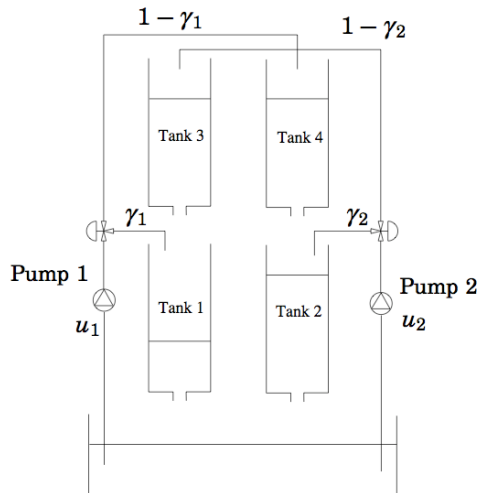 1 − γ₁
1 − γ₂
Tank 3
Tank 4
γ₁
γ₂
Pump 1
Pump 2
Tank 1
Tank 2
u₁
u₂